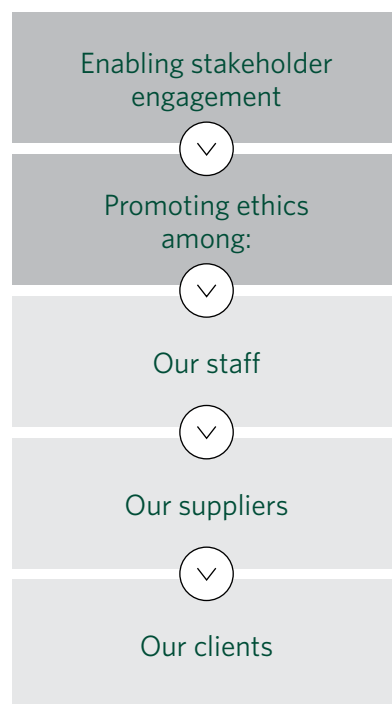 Enabling stakeholder
engagement
Promoting ethics
among:
Our staff
Our suppliers
Our clients